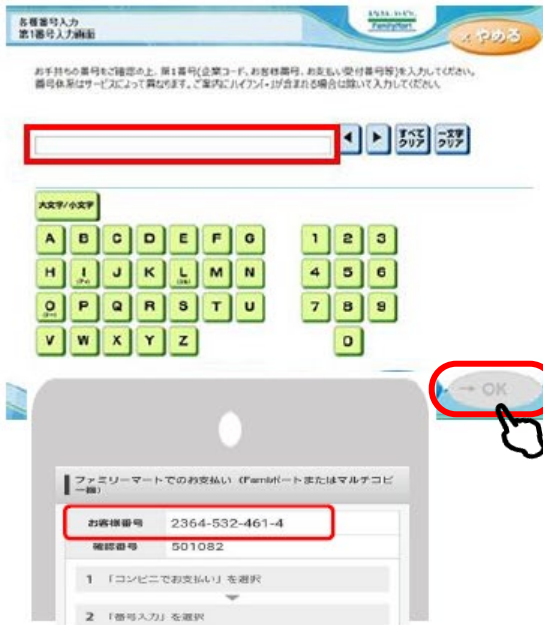 各種番号入力
第1番号入力画面
FamilyMart
×やめる
お手持ちの番号をご確認の上、第1番号(企業コード、お客様番号、お支払い受付番号等)を入力してください。
番号体系はサービスによって異なります。ご案内にハイフン「-」が含まれる場合は除いて入力してください。
◀ ▶ すべてクリア 一文字クリア
大文字/小文字
A B C D E F G 1 2 3
H I J K L M N 4 5 6
O P Q R S T U 7 8 9
V W X Y Z 0
→ OK
ファミリーマートでのお支払い（Famiポートまたはマルチコピ
ー機）
お客様番号 2364-532-461-4
確認番号 501082
1 「コンビニでお支払い」を選択
2 「番号入力」を選択